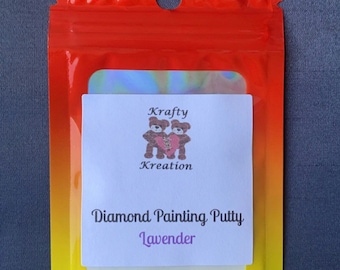 Krafty
Kreation
Diamond Painting Putty
Lavender